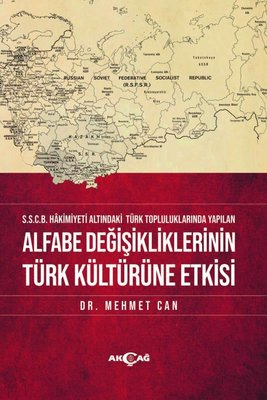 RUSSIAN SOVIET FEDERATIVE SOCIALIST REPUBLIC
(R.S.F.S.R.)
S.S.C.B. HÂKİMİYETİ ALTINDAKİ TÜRK TOPLULUKLARINDA YAPILAN
ALFABE DEĞİŞİKLİKLERİNİN
TÜRK KÜLTÜRÜNE ETKİSİ
DR. MEHMET CAN
AKÇAĞ